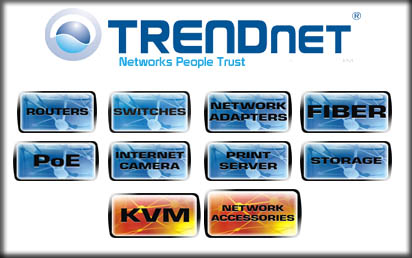 TRENDNET®
Networks People Trust
ROUTERS
SWITCHES
NETWORK
ADAPTERS
FIBER
PoE
INTERNET
CAMERA
PRINT
SERVER
STORAGE
KVM
NETWORK
ACCESSORIES